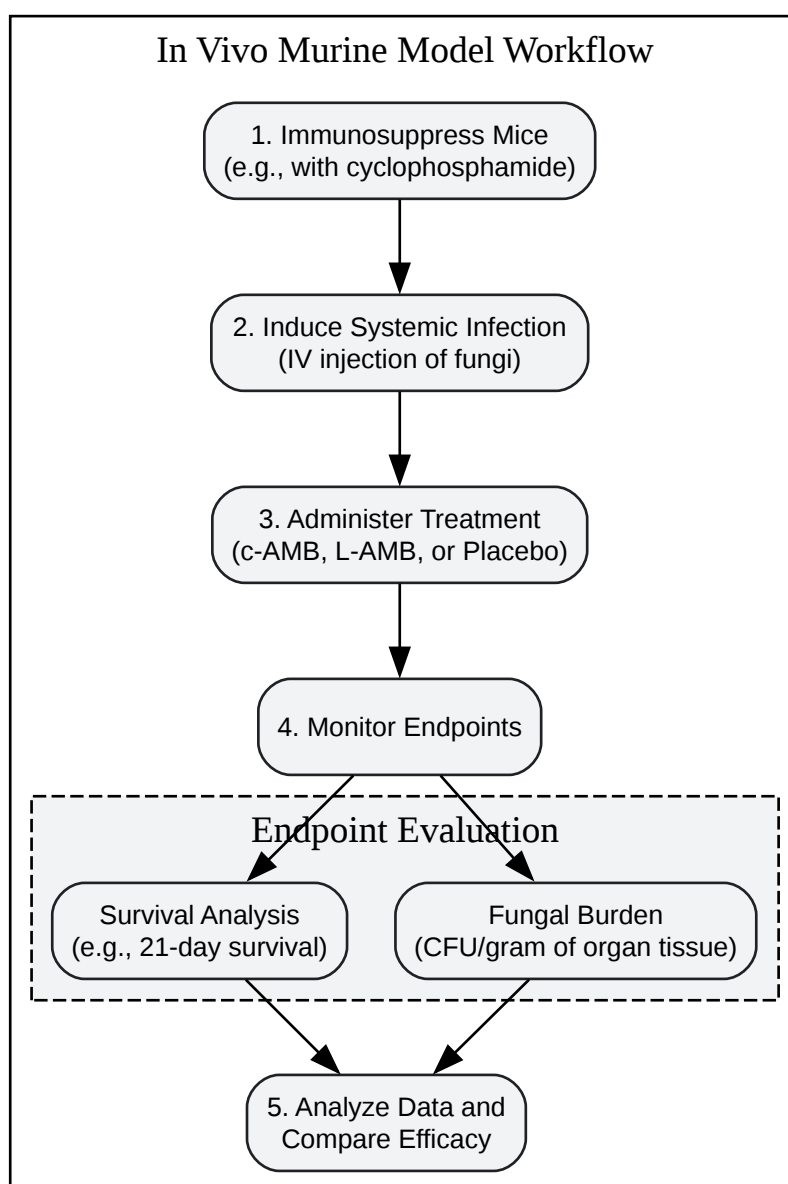 In Vivo Murine Model Workflow
1. Immunosuppress Mice
(e.g., with cyclophosphamide)
2. Induce Systemic Infection
(IV injection of fungi)
3. Administer Treatment
(c-AMB, L-AMB, or Placebo)
4. Monitor Endpoints
Endpoint Evaluation
Survival Analysis
(e.g., 21-day survival)
Fungal Burden
(CFU/gram of organ tissue)
5. Analyze Data and
Compare Efficacy